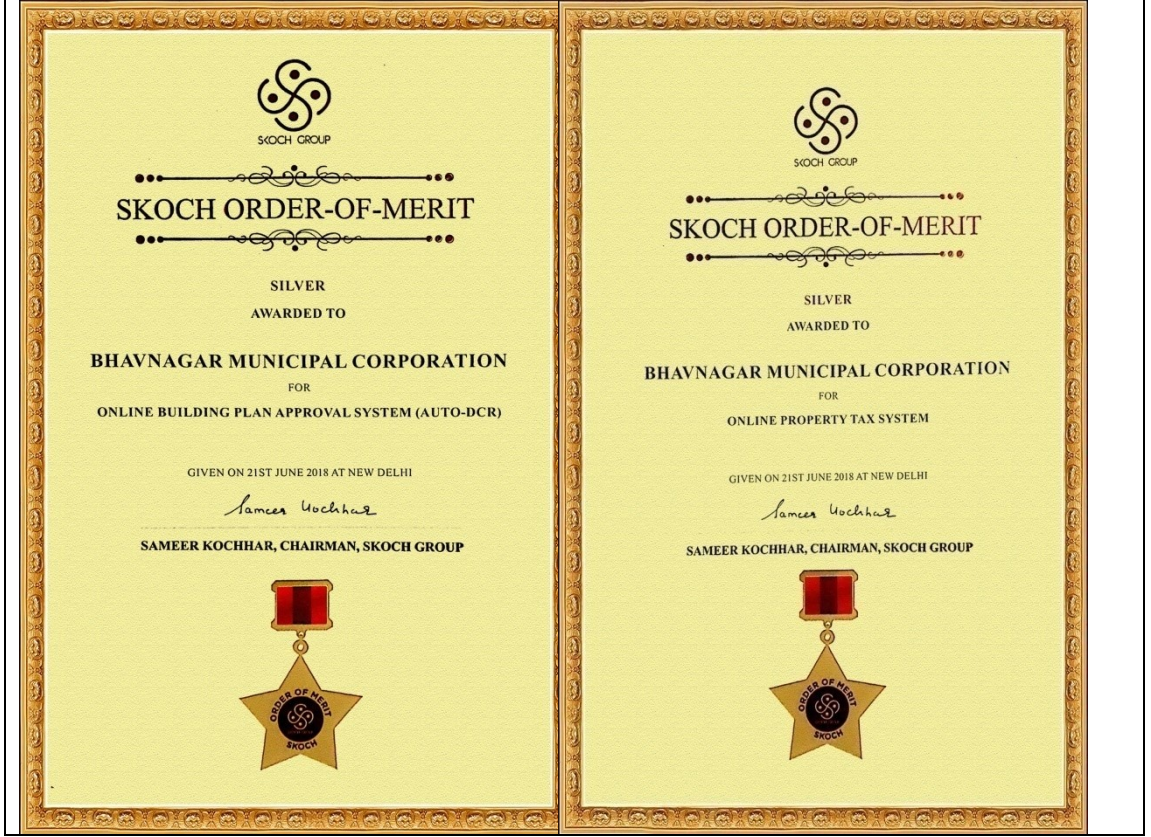 SKOCH GROUP
SKOCH ORDER-OF-MERIT
SILVER
AWARDED TO
BHAVNAGAR MUNICIPAL CORPORATION
FOR
ONLINE BUILDING PLAN APPROVAL SYSTEM (AUTO-DCR)
GIVEN ON 21ST JUNE 2018 AT NEW DELHI
Sameer Kochhar
SAMEER KOCHHAR, CHAIRMAN, SKOCH GROUP
ORDER OF MERIT
SKOCH
SKOCH GROUP
SKOCH ORDER-OF-MERIT
SILVER
AWARDED TO
BHAVNAGAR MUNICIPAL CORPORATION
FOR
ONLINE PROPERTY TAX SYSTEM
GIVEN ON 21ST JUNE 2018 AT NEW DELHI
Sameer Kochhar
SAMEER KOCHHAR, CHAIRMAN, SKOCH GROUP
ORDER OF MERIT
SKOCH